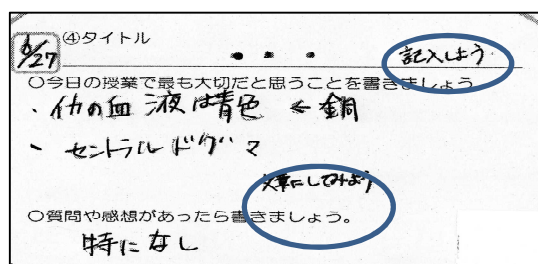 6/27 ④タイトル
・・・ 記入しよう
○今日の授業で最も大切だと思うことを書きましょう
・イカの血液は青色 ← 銅
・セントラルドグマ
文章にしてみよう
○質問や感想があったら書きましょう。
特になし